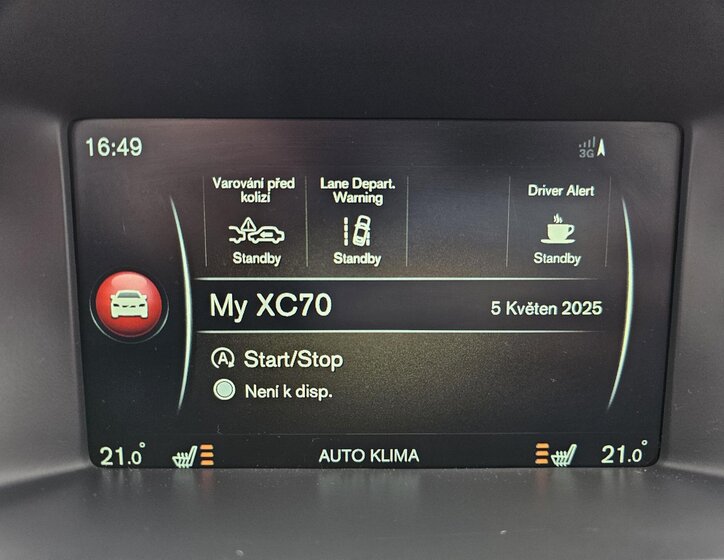 16:49
3G
Varování před
kolizí
Standby
Lane Depart.
Warning
Standby
Driver Alert
Standby
My XC70
5 Květen 2025
A Start/Stop
Není k disp.
21.0°
AUTO KLIMA
21.0°